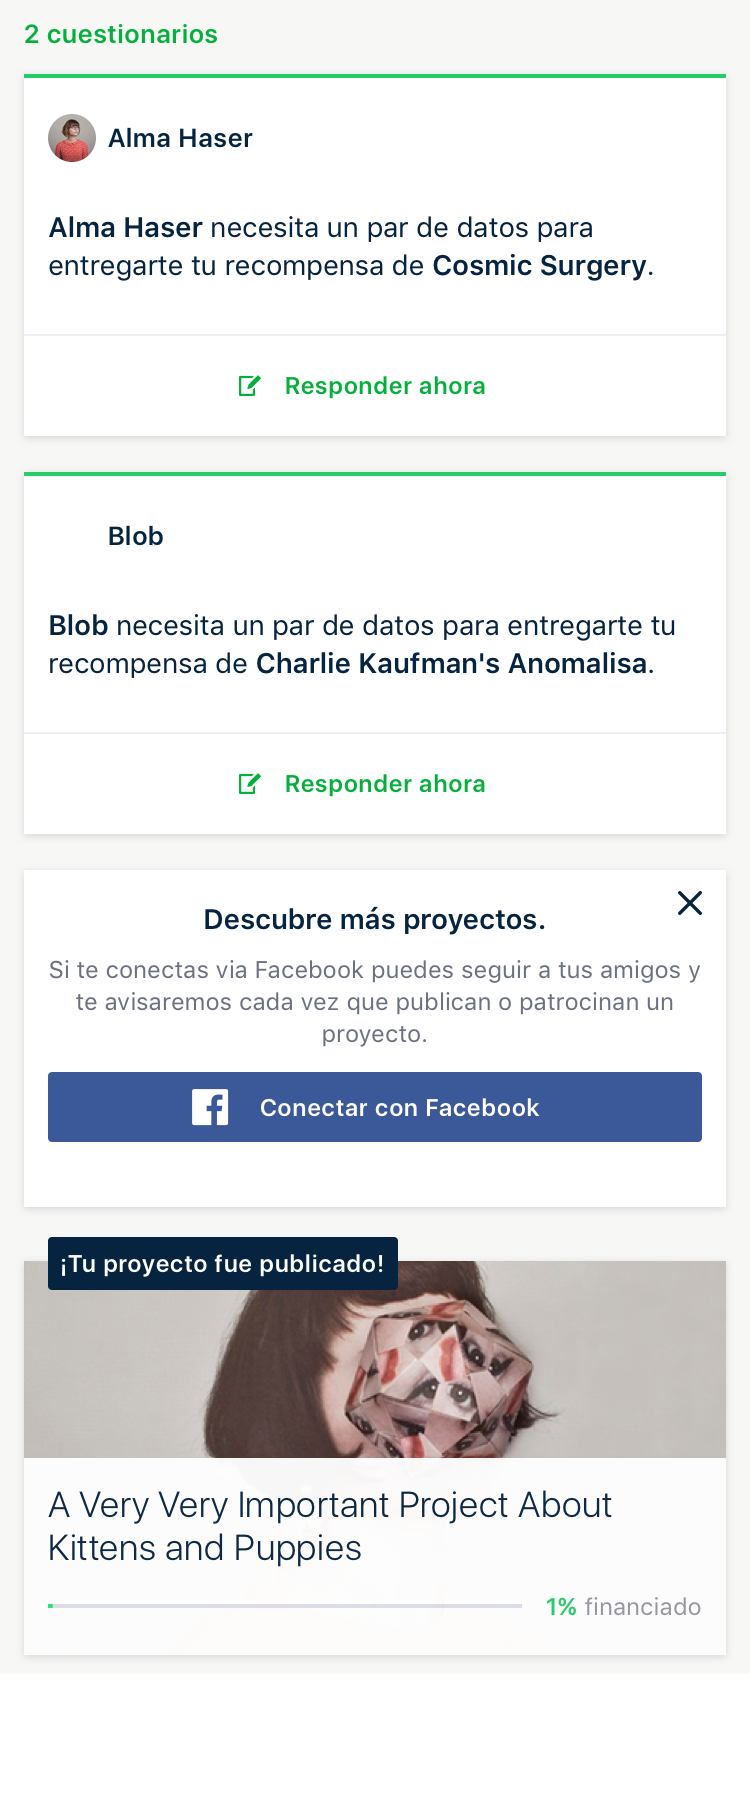 2 cuestionarios
Alma Haser
Alma Haser necesita un par de datos para
entregarte tu recompensa de Cosmic Surgery.
Responder ahora
Blob
Blob necesita un par de datos para entregarte tu
recompensa de Charlie Kaufman's Anomalisa.
Responder ahora
Descubre más proyectos.
Si te conectas via Facebook puedes seguir a tus amigos y
te avisaremos cada vez que publican o patrocinan un
proyecto.
Conectar con Facebook
¡Tu proyecto fue publicado!
A Very Very Important Project About
Kittens and Puppies
1% financiado